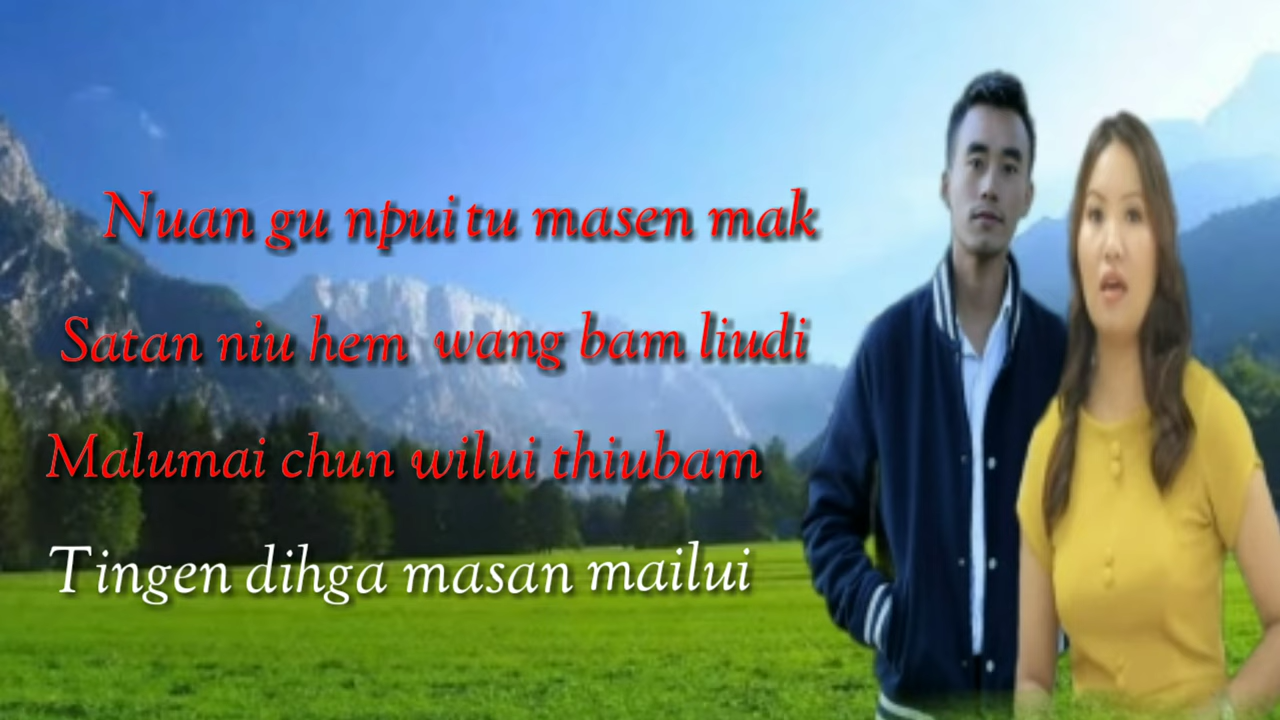 Nuan gu npui tu masen mak
Satan niu hem wang bam liudi
Malumai chun wilui thiubam
Tingen dihga masan mailui